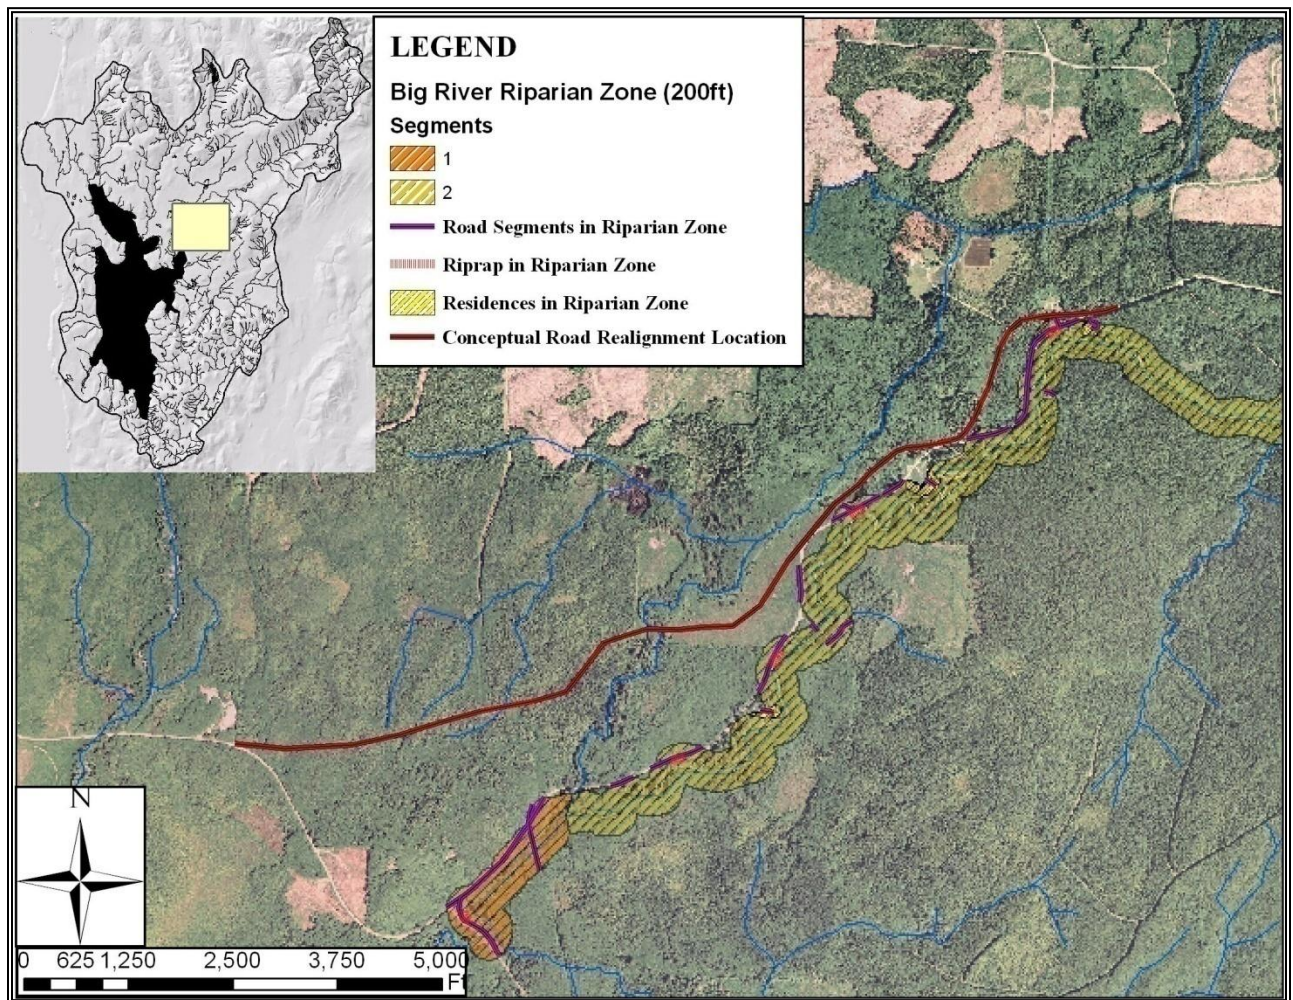 LEGEND
Big River Riparian Zone (200ft)
Segments
1
2
Road Segments in Riparian Zone
Riprap in Riparian Zone
Residences in Riparian Zone
Conceptual Road Realignment Location
N
0 625 1,250 2,500 3,750 5,000